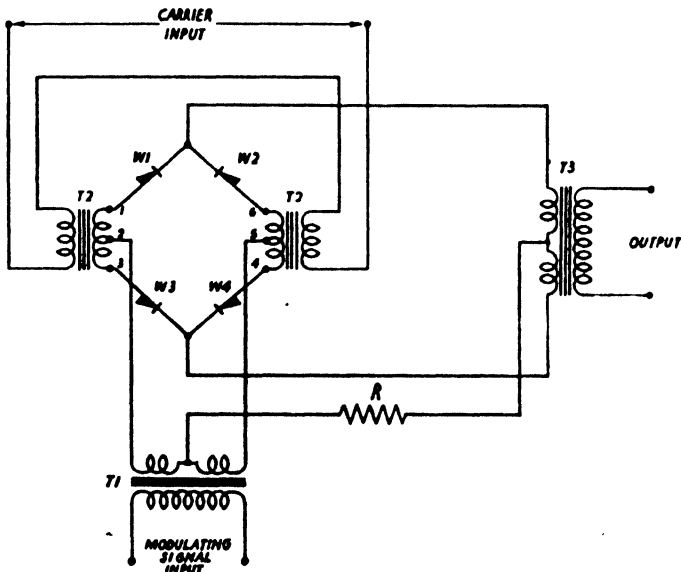 CARRIER
INPUT
W1
W2
T2
T2
T3
1
2
3
6
5
4
OUTPUT
W3
W4
R
T1
MODULATING
SIGNAL
INPUT